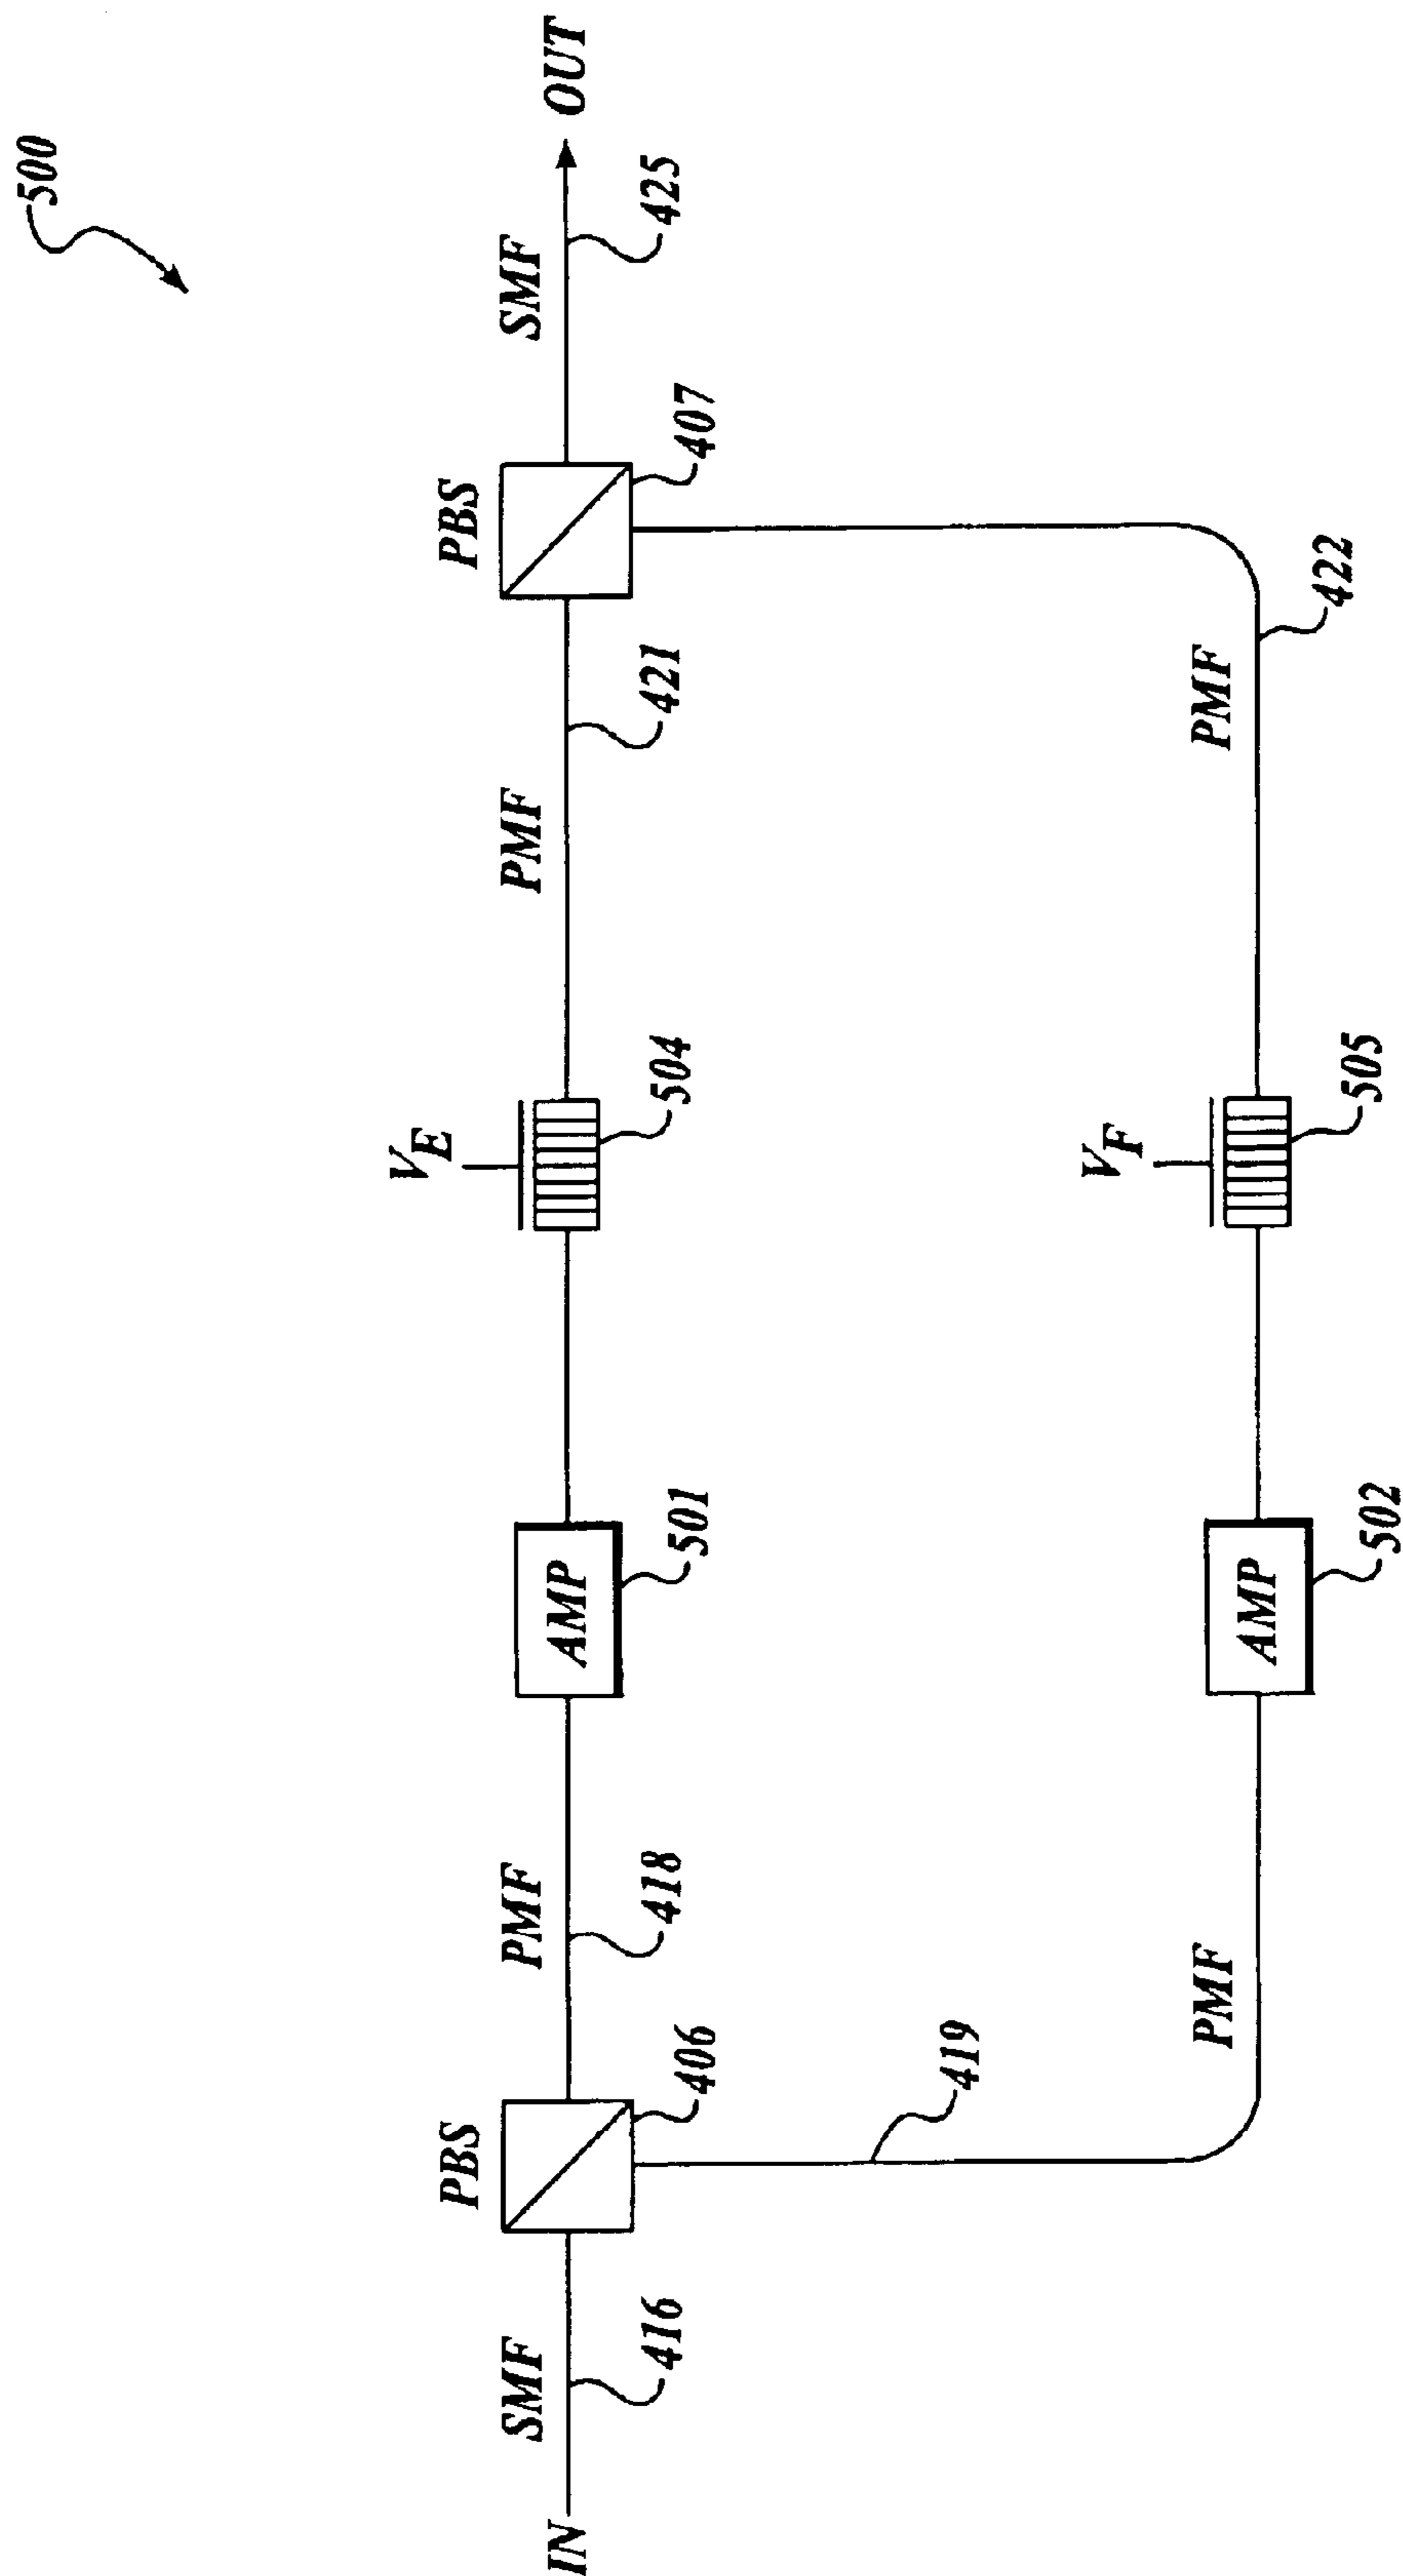 500
IN
SMF
416
PBS
406
PMF
418
AMP
501
V_E
504
PMF
421
PBS
407
SMF
425
OUT
419
PMF
AMP
502
V_F
505
PMF
422